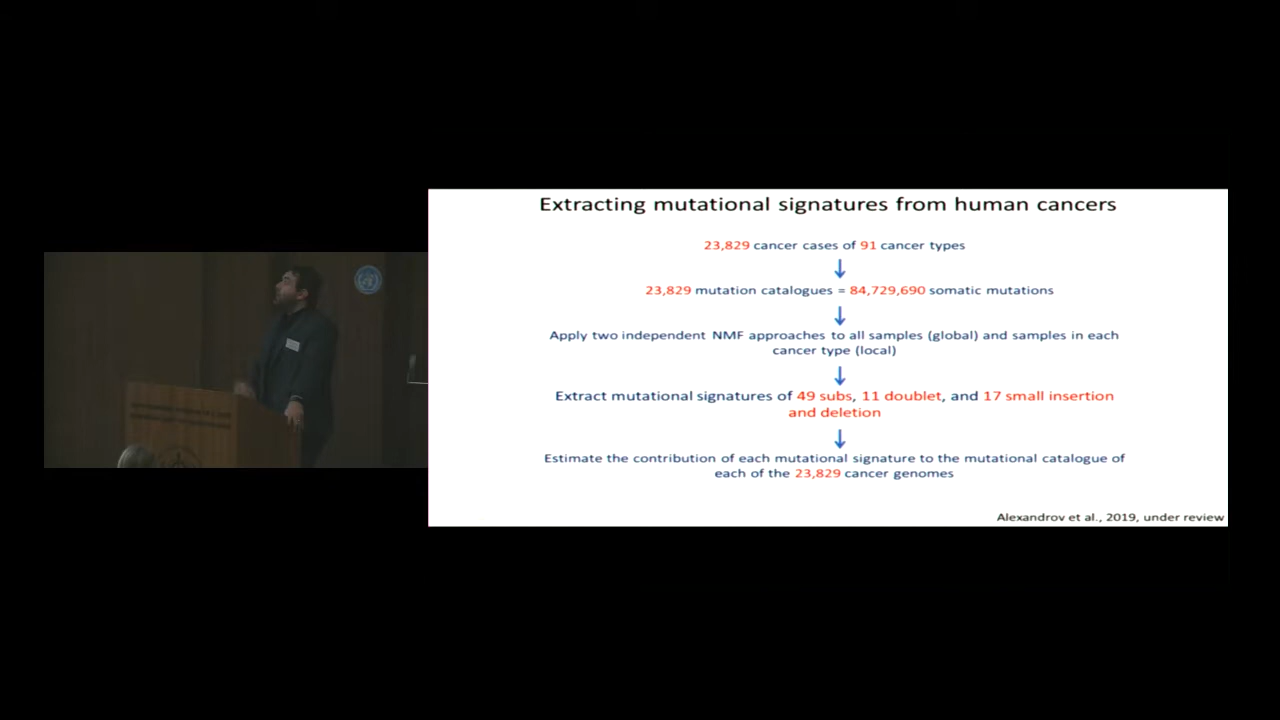 Extracting mutational signatures from human cancers
23,829 cancer cases of 91 cancer types
23,829 mutation catalogues = 84,729,690 somatic mutations
Apply two independent NMF approaches to all samples (global) and samples in each
cancer type (local)
Extract mutational signatures of 49 subs, 11 doublet, and 17 small insertion
and deletion
Estimate the contribution of each mutational signature to the mutational catalogue of
each of the 23,829 cancer genomes
Alexandrov et al., 2019, under review